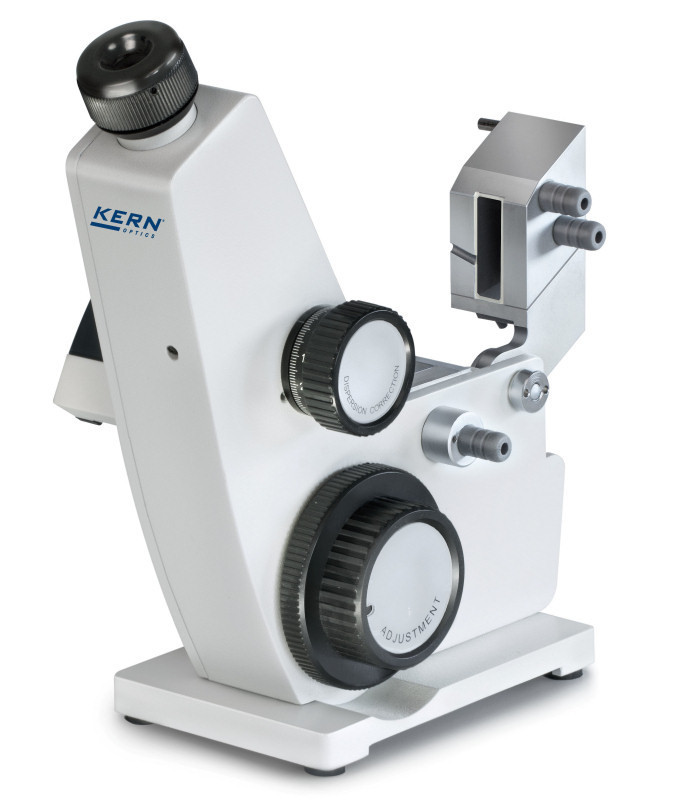 KERN
OPTICS
DISPERSION CORRECTION
ADJUSTMENT